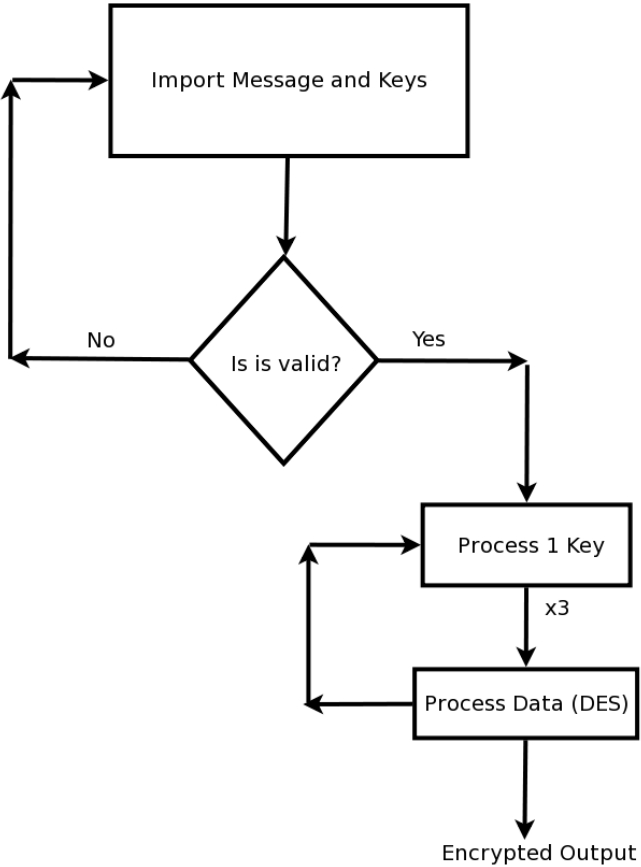 Import Message and Keys
Is is valid?
No
Yes
Process 1 Key
x3
Process Data (DES)
Encrypted Output